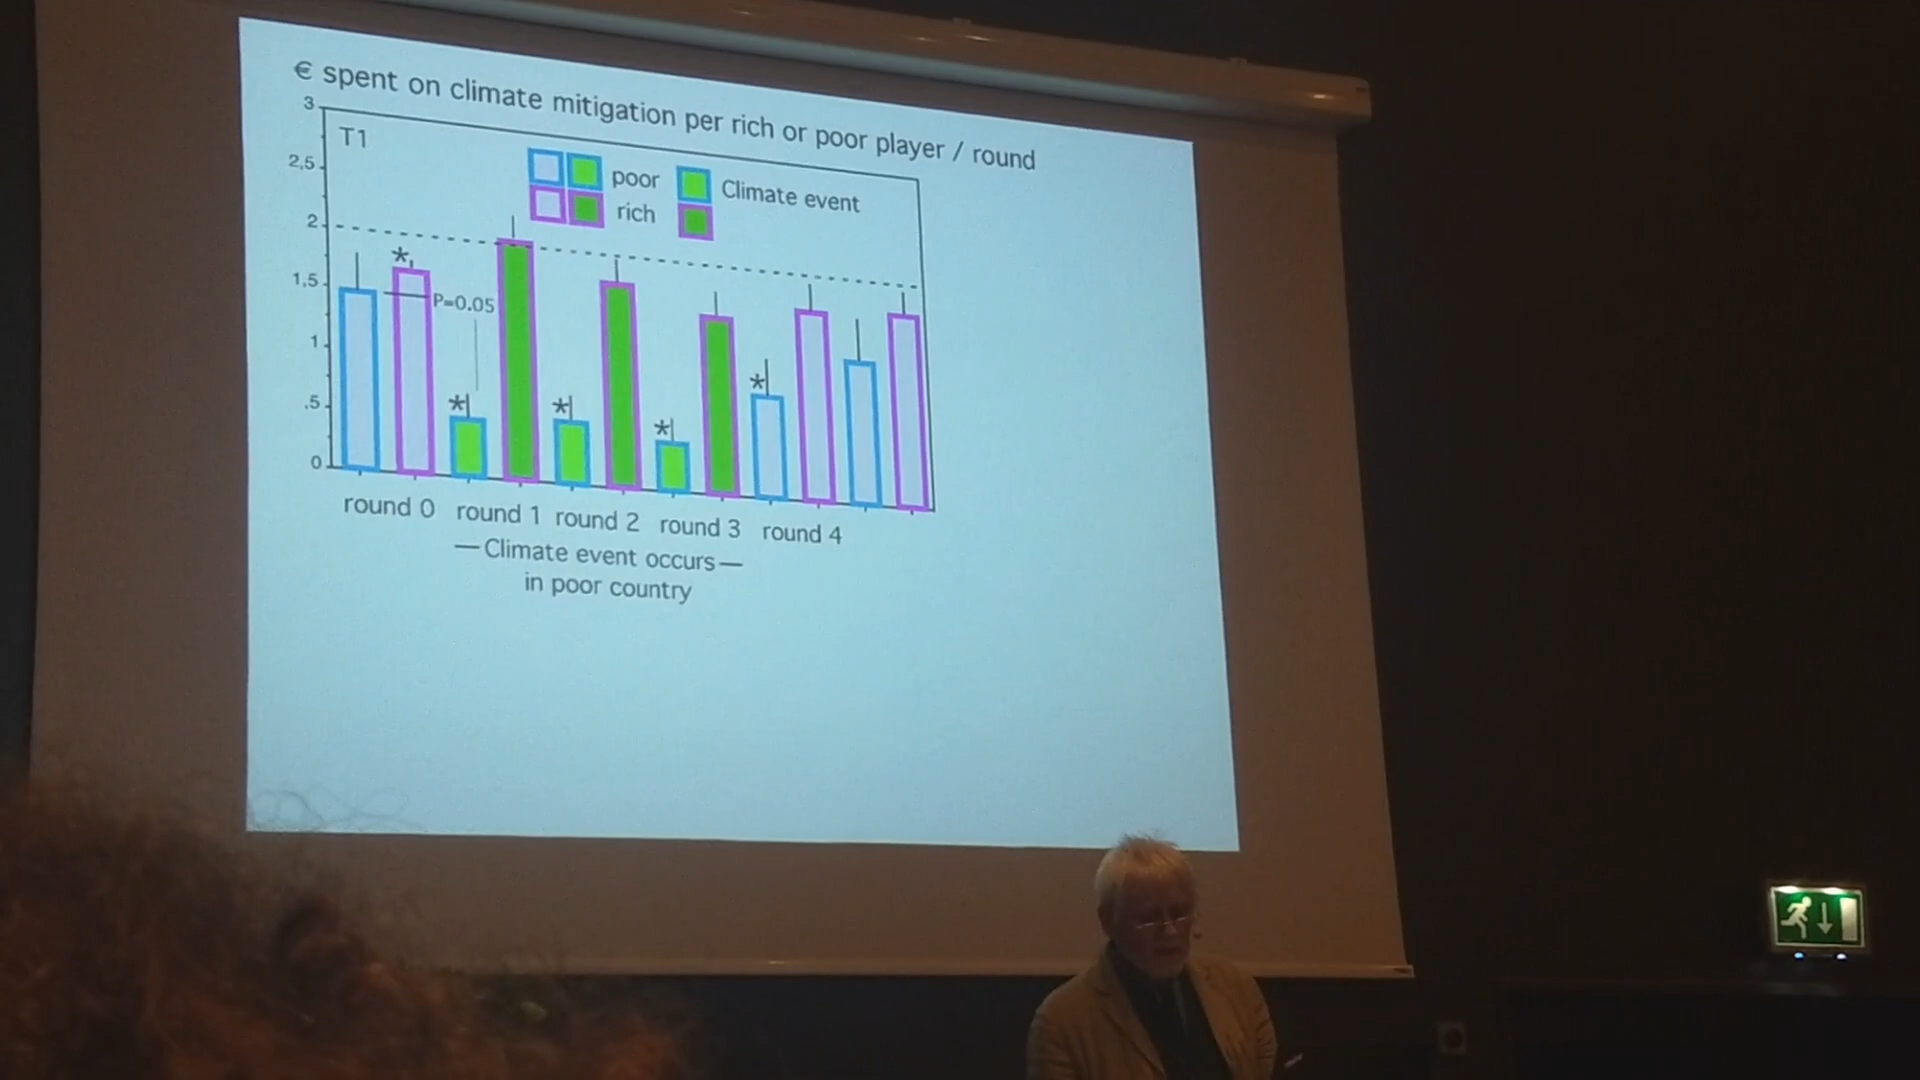 € spent on climate mitigation per rich or poor player / round
3
2,5
2
1,5
1
,5
0
T1
poor
rich
Climate event
*
P=0.05
*
*
*
*
round 0 round 1 round 2 round 3 round 4
— Climate event occurs —
in poor country